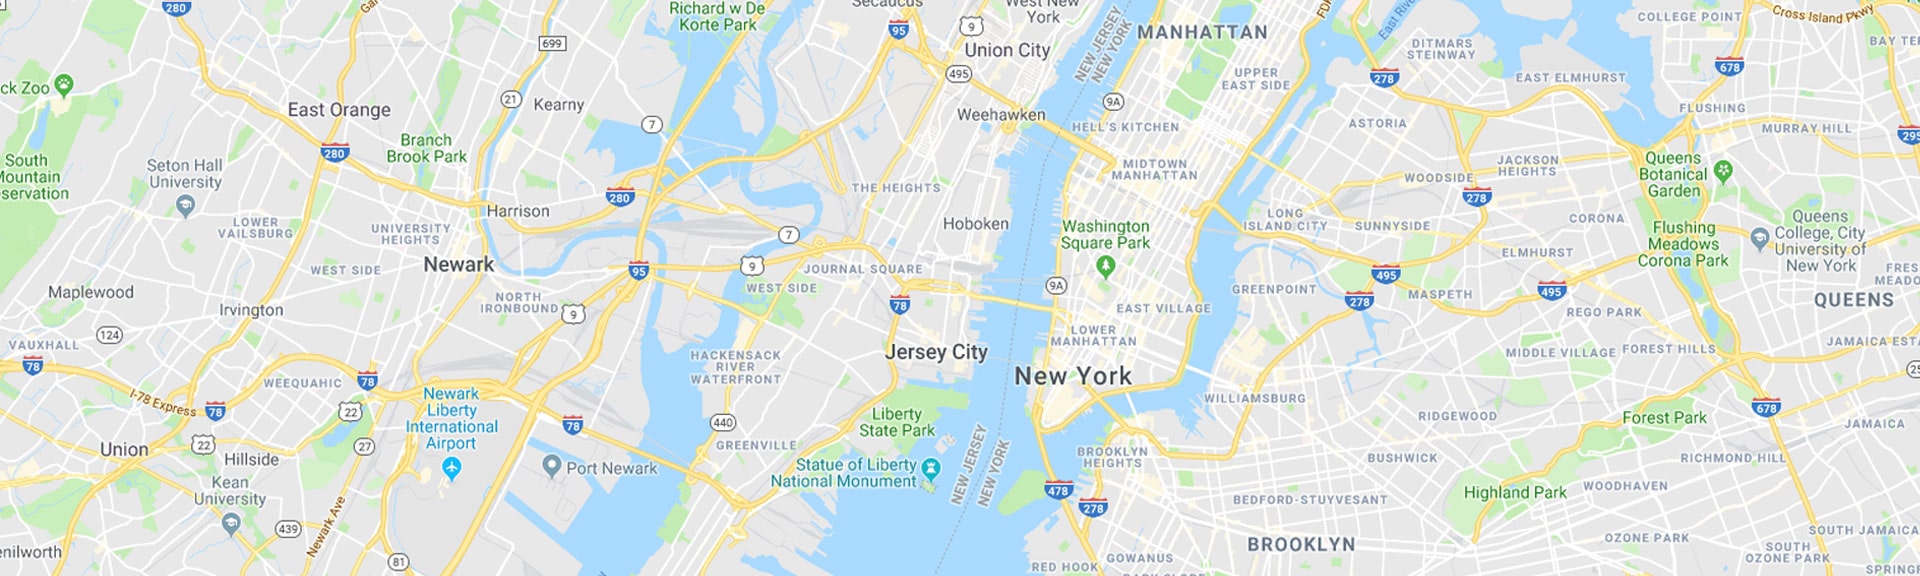 280
Richard w De
Korte Park
Secaucus
95
9
West New
York
Union City
NEW JERSEY
NEW YORK
MANHATTAN
East River
COLLEGE POINT
Cross Island Pkwy
699
495
UPPER
EAST SIDE
278
DITMARS
STEINWAY
EAST ELMHURST
678
BAY TER
ck Zoo
East Orange
21
Kearny
7
Weehawken
9A
HELL'S KITCHEN
ASTORIA
FLUSHING
MURRAY HILL
295
Branch
Brook Park
280
South
Mountain
servation
Seton Hall
University
MIDTOWN
MANHATTAN
JACKSON
HEIGHTS
WOODSIDE
Queens
Botanical
Garden
THE HEIGHTS
280
Harrison
278
LOWER
VAILSBURG
UNIVERSITY
HEIGHTS
Hoboken
Washington
Square Park
LONG
ISLAND CITY
SUNNYSIDE
CORONA
Flushing
Meadows
Corona Park
Queens
College, City
University of
New York
7
WEST SIDE
Newark
95
9
JOURNAL SQUARE
495
ELMHURST
Maplewood
WEST SIDE
9A
GREENPOINT
278
MASPETH
495
FRES
MEADO
QUEENS
NORTH
IRONBOUND
9
78
Irvington
EAST VILLAGE
REGO PARK
124
VAUXHALL
LOWER
MANHATTAN
JAMAICA ESTA
HACKENSACK
RIVER
WATERFRONT
Jersey City
MIDDLE VILLAGE
FOREST HILLS
78
WEEQUAHIC
78
New York
I-78 Express
78
22
Newark
Liberty
International
Airport
WILLIAMSBURG
678
78
440
Liberty
State Park
RIDGEWOOD
Forest Park
JAMAICA
Union
22
Hillside
27
GREENVILLE
BROOKLYN
HEIGHTS
BUSHWICK
RICHMOND HILL
Port Newark
Statue of Liberty
National Monument
NEW JERSEY
NEW YORK
Kean
University
478
278
BEDFORD-STUYVESANT
Highland Park
WOODHAVEN
439
Newark Ave
BROOKLYN
OZONE PARK
SOUTH JAMAICA
enilworth
81
RED HOOK
GOWANUS
SOUTH
OZONE PARK